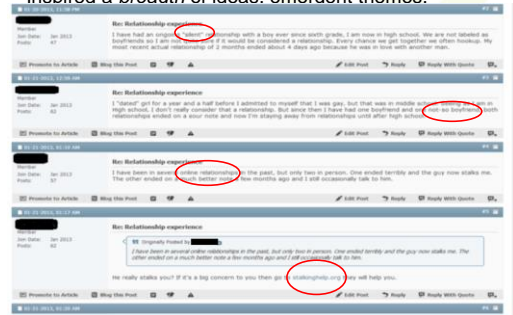 inspired a breadth of ideas: emergent themes.
Re: Relationship experience
Member
Join Date: Jan 2013
Posts: 47
I have had an ongoing "silent" relationship with a boy ever since sixth grade, I am now in high school. We are not labeled as
boyfriends so I am not sure if it would be considered a relationship. Every chance we get together we often hookup. My
most recent actual relationship of 2 months ended about 4 days ago because he was in love with
another man.
Promote to Article Blog this Post Edit Post Reply Reply With Quote
01-21-2013, 12:58 AM
Re: Relationship experience
Member
Join Date: Jan 2013
Posts: 62
I "dated" girl for a year and a half before I admitted to myself that I was gay, but that was in middle school. Seeing as I am in
High school, I don't really consider that a relationship. But since then I have had one boyfriend and one not-so boyfriend, both
relationships ended on a sour note and now I'm staying away from relationships until after high school.
Promote to Article Blog this Post Edit Post Reply Reply With Quote
Re: Relationship experience
Member
Join Date: Jan 2013
Posts: 57
I have been in several online relationships in the past, but only two in person. One ended terribly and the guy now stalks me.
The other ended on a much better note a few months ago and I still occasionally talk to him.
Promote to Article Blog this Post Edit Post Reply Reply With Quote
01-21-2013, 01:17 AM
Re: Relationship experience
Member
Join Date: Jan 2013
Posts: 62
Originally Posted by
I have been in several online relationships in the past, but only two in person. One ended terribly and the guy now stalks me. The
other ended on a much better note a few months ago and I still occasionally talk to him.
He really stalks you? If it's a big concern to you then go to stalkinghelp.org they will help you.
Promote to Article Blog this Post Edit Post Reply Reply With Quote